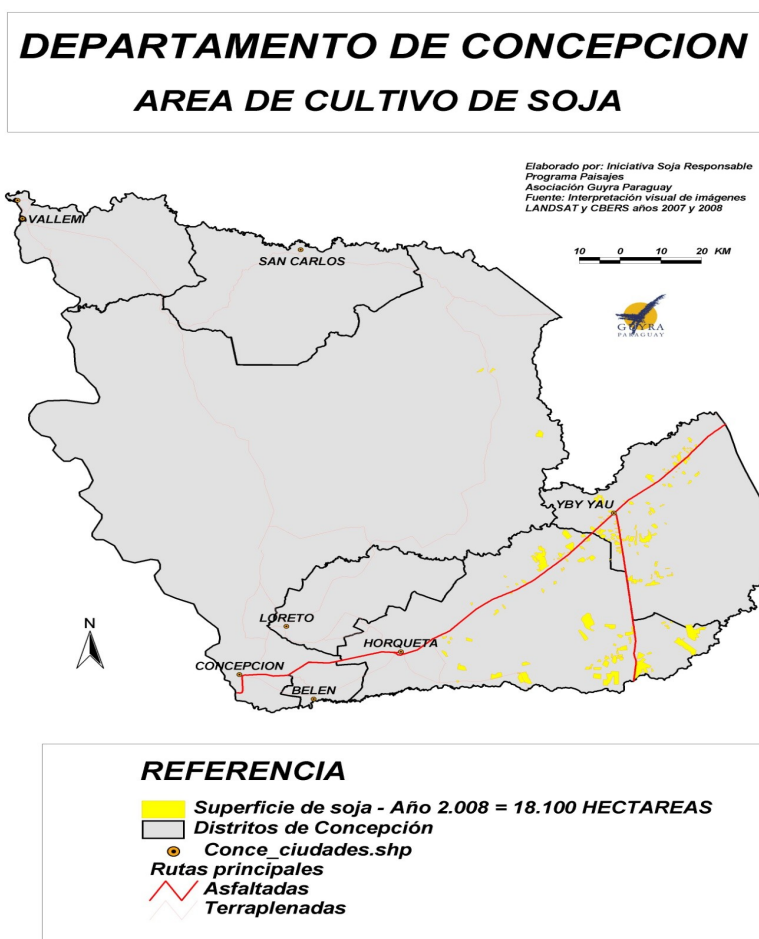 DEPARTAMENTO DE CONCEPCION
AREA DE CULTIVO DE SOJA
Elaborado por: Iniciativa Soja Responsable
Programa Paisajes
Asociación Guyra Paraguay
Fuente: Interpretación visual de imágenes
LANDSAT y CBERS años 2007 y 2008
10 0 10 20 KM
GUYRA
PARAGUAY
VALLEMI
SAN CARLOS
YBY YAU
LORETO
HORQUETA
CONCEPCION
BELEN
N
REFERENCIA
Superficie de soja - Año 2.008 = 18.100 HECTAREAS
Distritos de Concepción
Conce_ciudades.shp
Rutas principales
Asfaltadas
Terraplenadas